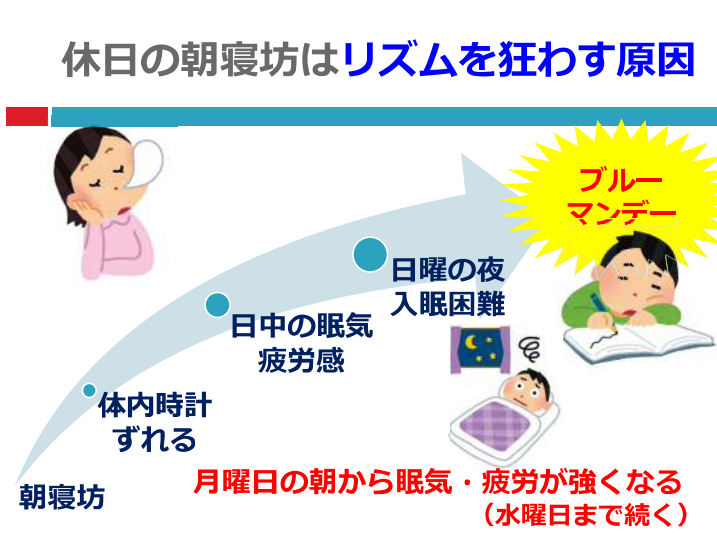 休日の朝寝坊はリズムを狂わす原因
ブルー
マンデー
日曜の夜
入眠困難
日中の眠気
疲労感
体内時計
ずれる
朝寝坊
月曜日の朝から眠気・疲労が強くなる
（水曜日まで続く）